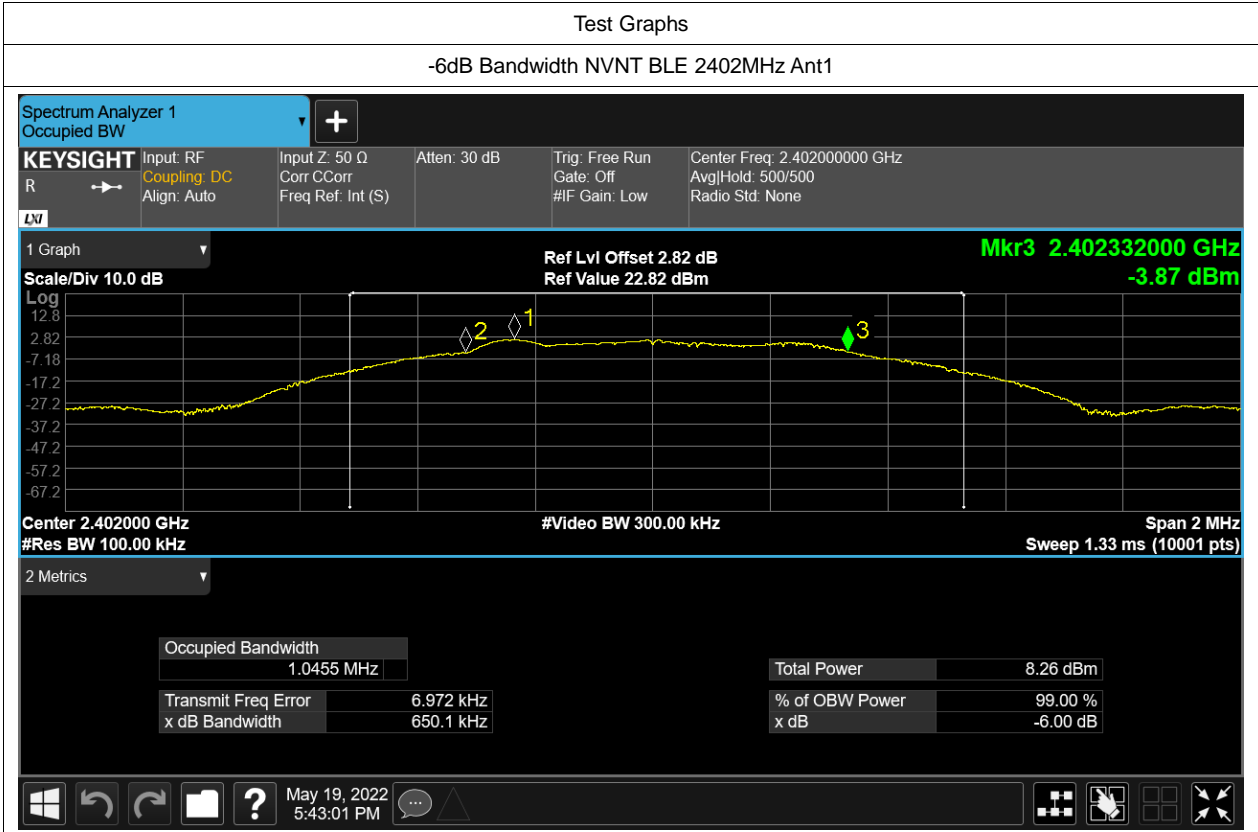 Test Graphs
-6dB Bandwidth NVNT BLE 2402MHz Ant1
Spectrum Analyzer 1
Occupied BW
KEYSIGHT
R
LXI
Input: RF
Coupling: DC
Align: Auto
Input Z: 50 Ω
Corr CCorr
Freq Ref: Int (S)
Atten: 30 dB
Trig: Free Run
Gate: Off
#IF Gain: Low
Center Freq: 2.402000000 GHz
Avg|Hold: 500/500
Radio Std: None
1 Graph
Scale/Div 10.0 dB
Ref Lvl Offset 2.82 dB
Ref Value 22.82 dBm
Mkr3 2.402332000 GHz
-3.87 dBm
Log
12.8
2.82
-7.18
-17.2
-27.2
-37.2
-47.2
-57.2
-67.2
2
1
3
Center 2.402000 GHz
#Video BW 300.00 kHz
Span 2 MHz
#Res BW 100.00 kHz
Sweep 1.33 ms (10001 pts)
2 Metrics
Occupied Bandwidth
1.0455 MHz
Total Power 8.26 dBm
Transmit Freq Error 6.972 kHz
% of OBW Power 99.00 %
x dB Bandwidth 650.1 kHz
x dB -6.00 dB
?
May 19, 2022
5:43:01 PM